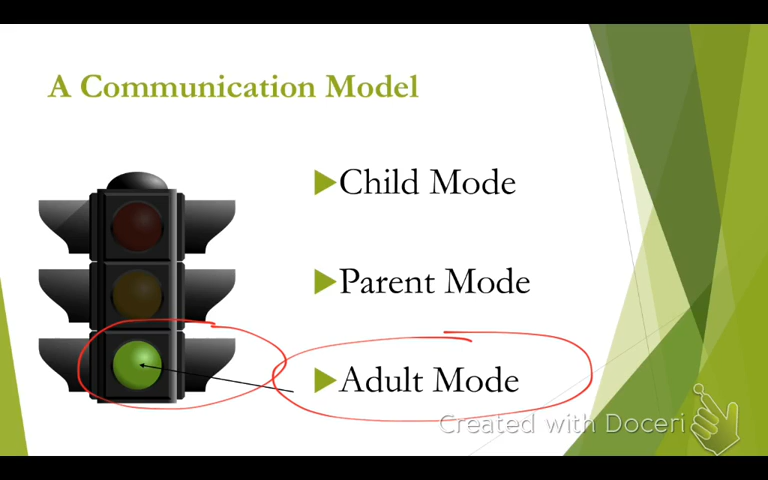 A Communication Model
Child Mode
Parent Mode
Adult Mode
Created with Doceri